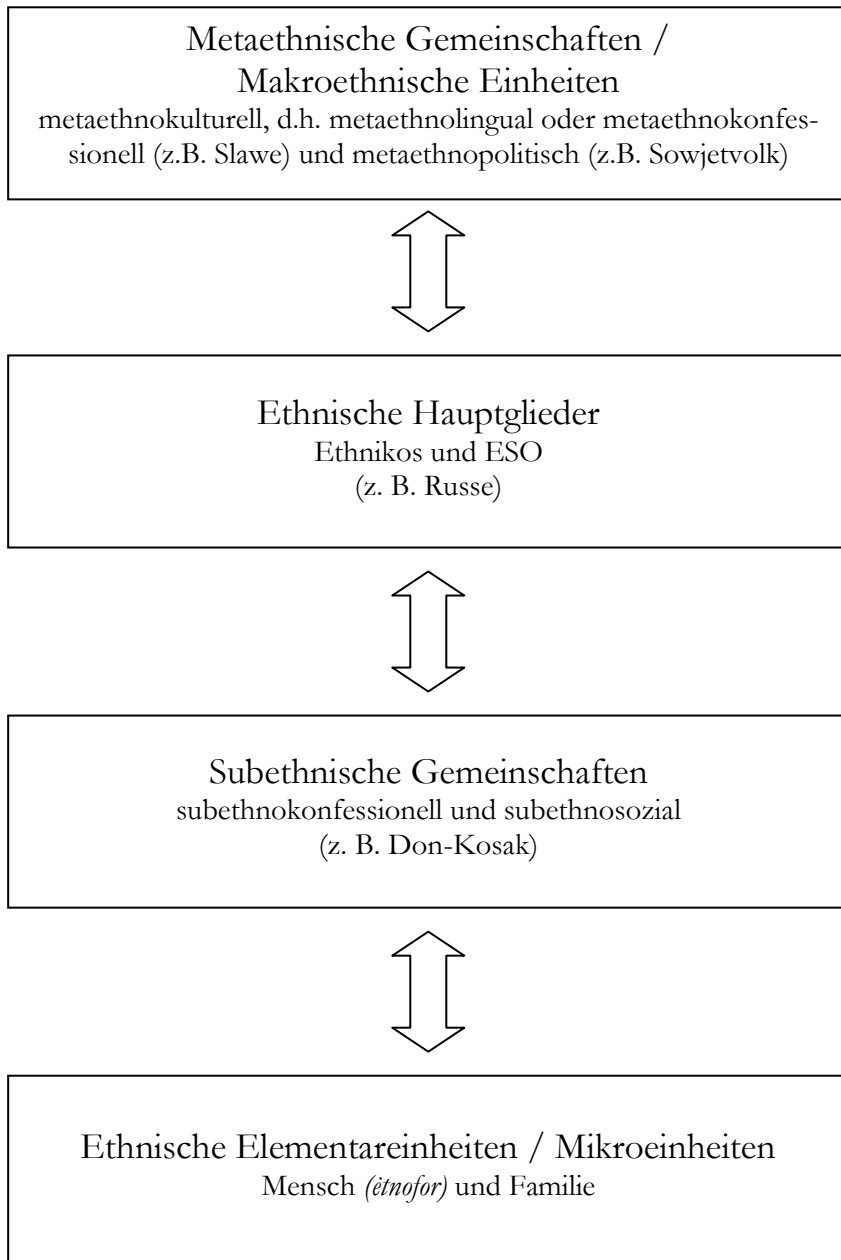 Metaethnische Gemeinschaften /
Makroethnische Einheiten
metaethnokulturell, d.h. metaethnolingual oder metaethnokonfes-
sionell (z.B. Slawe) und metaethnopolitisch (z.B. Sowjetvolk)
Ethnische Hauptglieder
Ethnikos und ESO
(z. B. Russe)
Subethnische Gemeinschaften
subethnokonfessionell und subethnosozial
(z. B. Don-Kosak)
Ethnische Elementareinheiten / Mikroeinheiten
Mensch (ėtnofor) und Familie